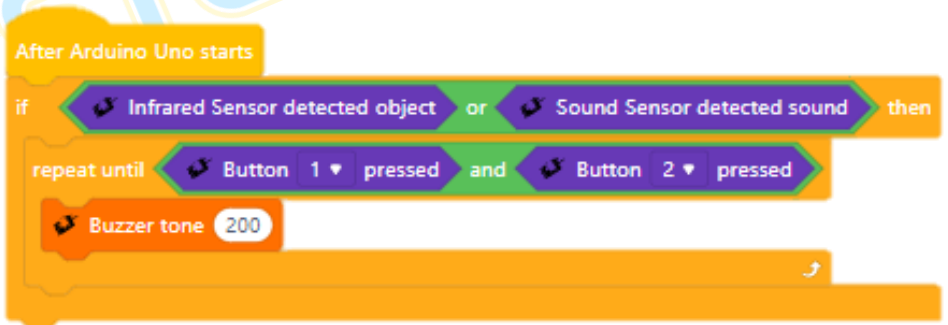 After Arduino Uno starts
if Infrared Sensor detected object or Sound Sensor detected sound then
repeat until Button 1 pressed and Button 2 pressed
Buzzer tone 200